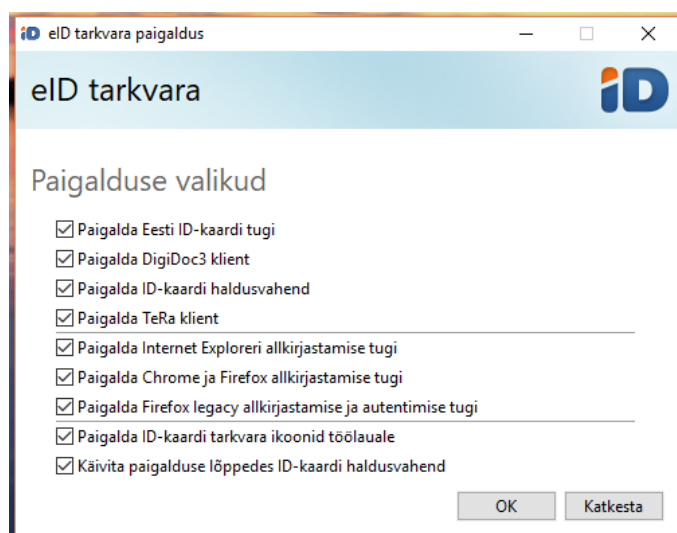 eID tarkvara paigaldus
eID tarkvara
iD
Paigalduse valikud
Paigalda Eesti ID-kaardi tugi
Paigalda DigiDoc3 klient
Paigalda ID-kaardi haldusvahend
Paigalda TeRa klient
Paigalda Internet Exploreri allkirjastamise tugi
Paigalda Chrome ja Firefox allkirjastamise tugi
Paigalda Firefox legacy allkirjastamise ja autentimise tugi
Paigalda ID-kaardi tarkvara ikoonid töölauale
Käivita paigalduse lõppedes ID-kaardi haldusvahend
OK
Katkesta